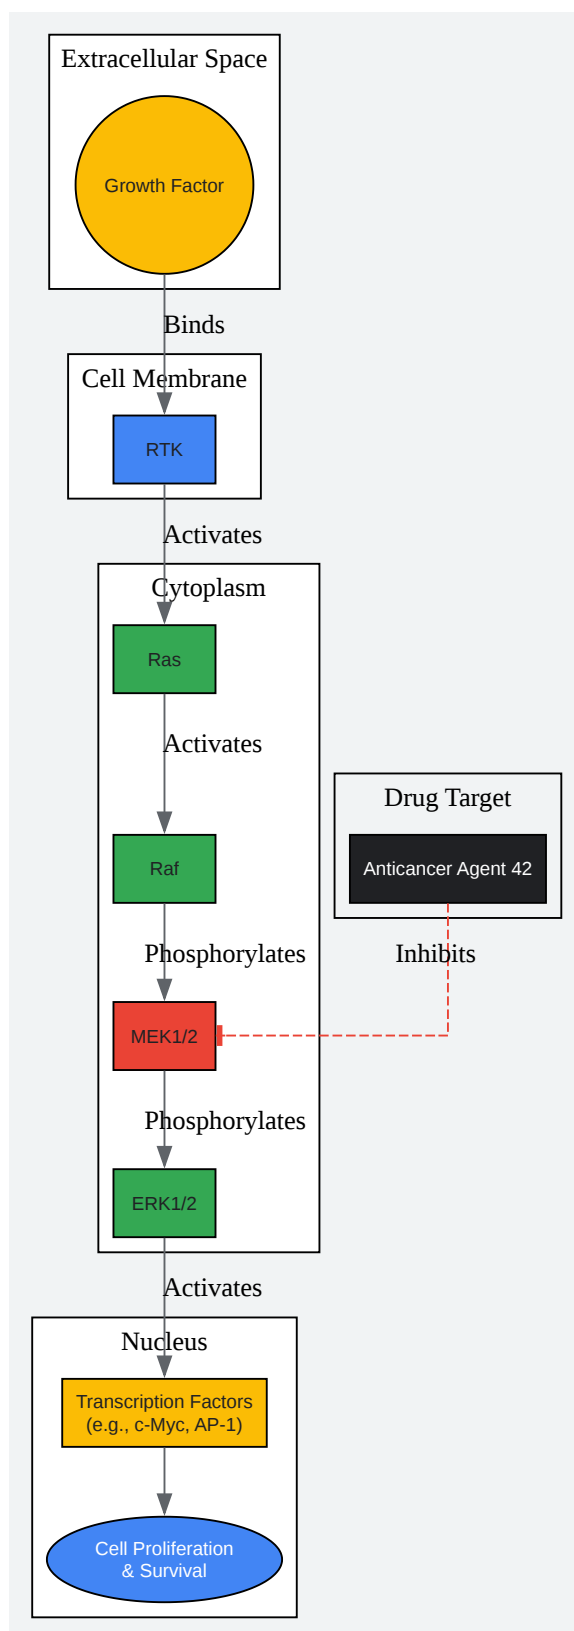 Extracellular Space
Growth Factor
Binds
Cell Membrane
RTK
Activates
Cytoplasm
Ras
Activates
Drug Target
Raf
Anticancer Agent 42
Phosphorylates
Inhibits
MEK1/2
Phosphorylates
ERK1/2
Activates
Nucleus
Transcription Factors
(e.g., c-Myc, AP-1)
Cell Proliferation
& Survival